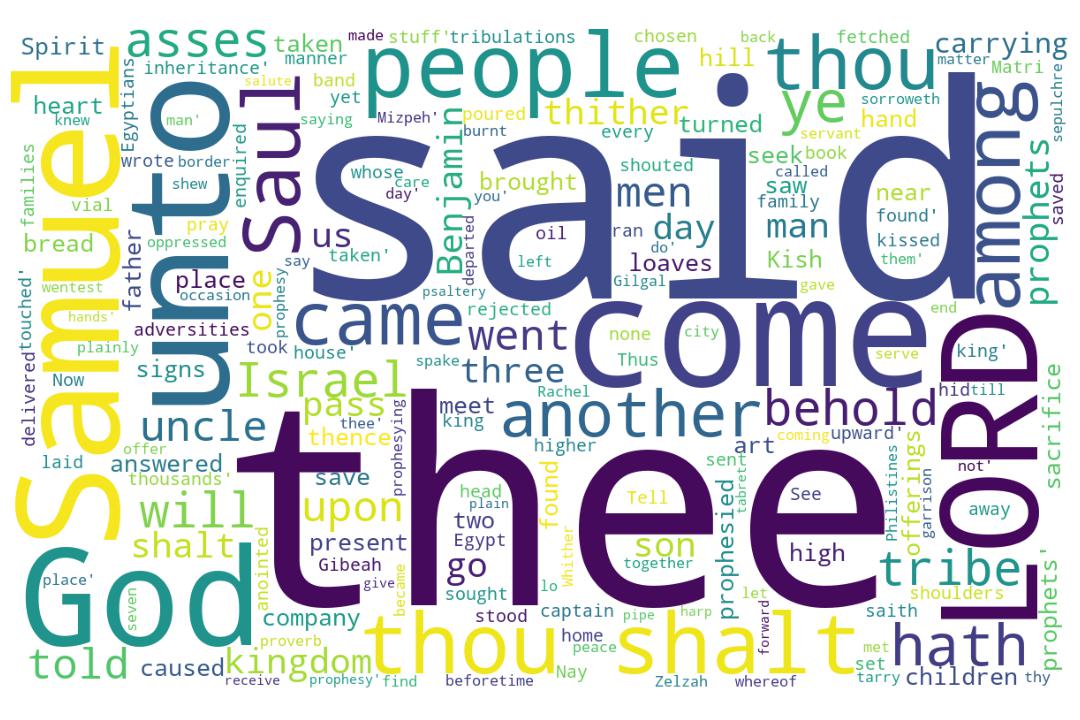 Spirit
asses
taken
made
stuff'
tribulations
people
chosen
back
fetched
thou
carrying
inheritance'
manner
salute
band
yet
hill
matter
Matri
sepulchre
Samuel
heart
knew
Egyptians
unto
man'
Saul
saying
Mizpeh'
poured
burnt
thither
every
turned
ye
servant
sorroweth
hand
among
prophets
saved
families
vial
wrote
border
shew
enquired
said
whose
care
day'
you
Benjamin
shouted
brought
men
seek
book
called
saw
family
near
found'
kissed
them'
bread
wentest
hands'
father
pray
oppressed
us
say
taken'
departed
oil
left
ran
do'
day
man
loaves
Kish
gave
Gilgal
place
occasion
one
prophesy
touched'
delivered
plainly
Now
adversities
signs
took
came
house'
psaltery
rejected
went
spake
three
come
none
city
Thus
serve
end
king'
LORD
hid
till
Israel
pass
thee'
thence
meet
king
Rachel
another
higher
behold
art
coming
upward'
not'
sacrifice
laid
offer
uncle
answered
thousands'
will
shalt
save
upon
prophesying
thee
head
plain
two
Egypt
found
Whither
sent
Tell
tabret
See
Philistines
offerings
garrison
away
God
place'
seven
anointed
present
Gibeah
give
became
go
sought
lo
son
together
prophesied
high
let
tribe
shoulders
prophets'
told
caused
company
proverb
kingdom
receive
prophesy'
find
thou shalt
stood
captain
home
peace
pipe
harp
forward
Nay
beforetime
Zelzah
whereof
saith
met
set
tarry
hath
children
thy